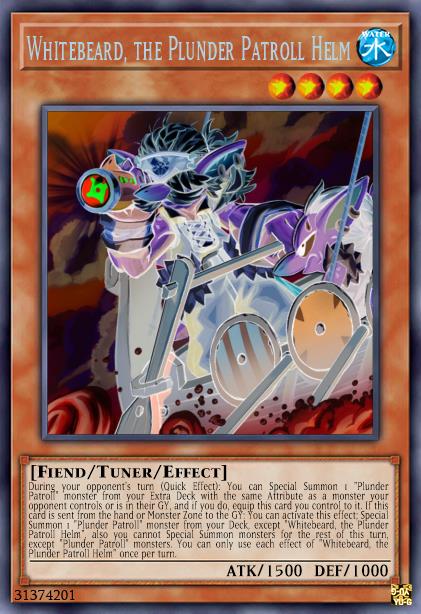 WHITEBEARD, THE PLUNDER PATROLL HELM
WATER
水
[FIEND/TUNER/EFFECT]
During your opponent's turn (Quick Effect): You can Special Summon 1 "Plunder
Patroll" monster from your Extra Deck with the same Attribute as a monster your
opponent controls or is in their GY, and if you do, equip this card you control to it. If this
card is sent from the hand or Monster Zone to the GY: You can activate this effect; Special
Summon 1 "Plunder Patroll" monster from your Deck, except "Whitebeard, the Plunder
Patroll Helm", also you cannot Special Summon monsters for the rest of this turn,
except "Plunder Patroll" monsters. You can only use each effect of "Whitebeard, the
Plunder Patroll Helm" once per turn.
ATK/1500 DEF/1000
31374201